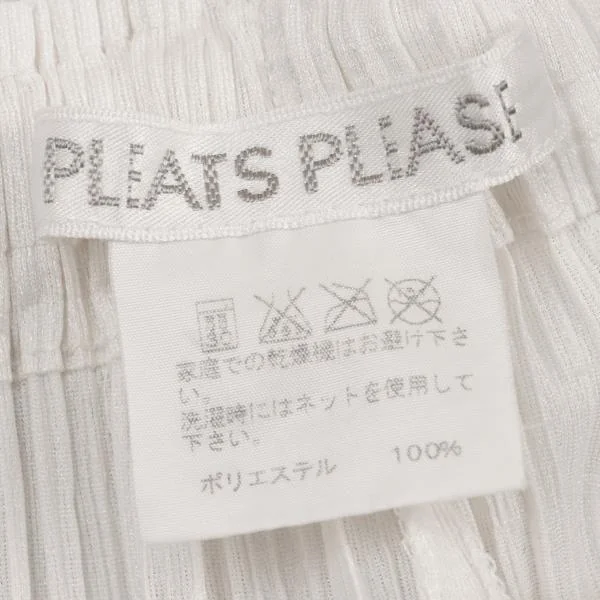 PLEATS PLEASE
家庭での乾燥機はお避け下さ
い。
洗濯時にはネットを使用して
下さい。
ポリエステル 100%